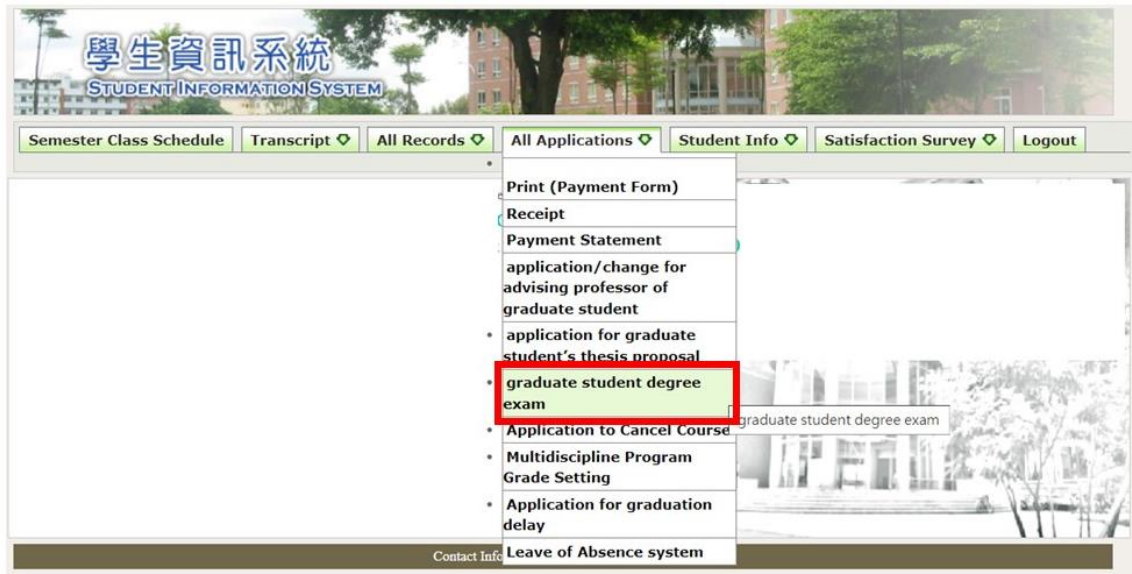 學生資訊系統
STUDENT INFORMATION SYSTEM
Semester Class Schedule Transcript All Records All Applications Student Info Satisfaction Survey Logout
Print (Payment Form)
Receipt
Payment Statement
application/change for
advising professor of
graduate student
application for graduate
student's thesis proposal
graduate student degree
exam
graduate student degree exam
Application to Cancel Course
Multidiscipline Program
Grade Setting
Application for graduation
delay
Leave of Absence system
Contact